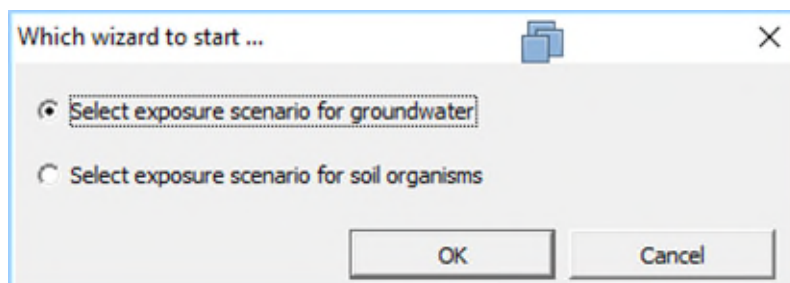 Which wizard to start ...
Select exposure scenario for groundwater
Select exposure scenario for soil organisms
OK
Cancel